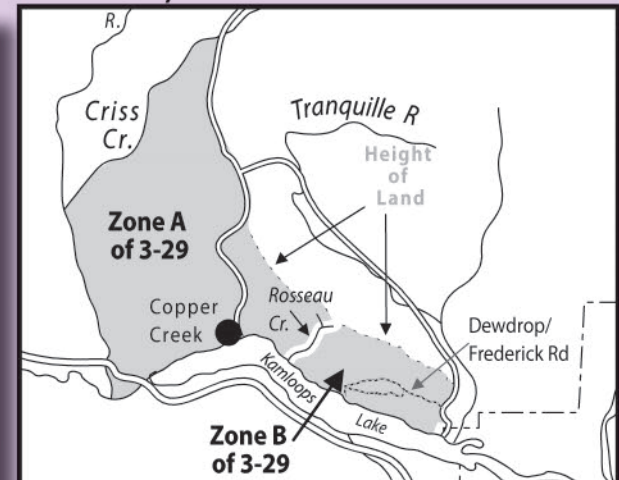 R.
Criss
Cr.
Tranquille R
Height
of
Land
Zone A
of 3-29
Copper
Creek
Rosseau
Cr.
Dewdrop/
Frederick Rd
Kamloops
Lake
Zone B
of 3-29